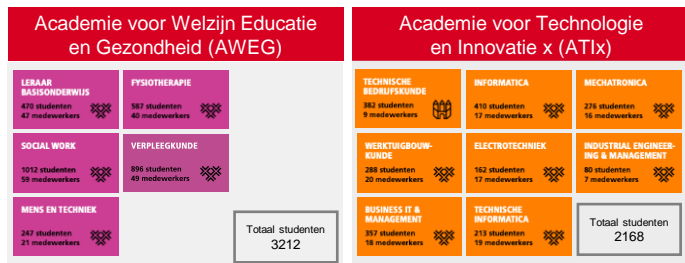 Academie voor Welzijn Educatie
en Gezondheid (AWEG)
LERAAR
BASISONDERWIJS
470 studenten
47 medewerkers
FYSIOTHERAPIE
587 studenten
40 medewerkers
SOCIAL WORK
1012 studenten
59 medewerkers
VERPLEEGKUNDE
896 studenten
49 medewerkers
MENS EN TECHNIEK
247 studenten
21 medewerkers
Totaal studenten
3212
Academie voor Technologie
en Innovatie x (ATIx)
TECHNISCHE
BEDRIJFSKUNDE
382 studenten
9 medewerkers
INFORMATICA
410 studenten
17 medewerkers
MECHATRONICA
276 studenten
16 medewerkers
WERKTUIGBOUW-
KUNDE
288 studenten
20 medewerkers
ELECTROTECHNIEK
162 studenten
17 medewerkers
INDUSTRIAL ENGINEER-
ING & MANAGEMENT
80 studenten
7 medewerkers
BUSINESS IT &
MANAGEMENT
357 studenten
18 medewerkers
TECHNISCHE
INFORMATICA
213 studenten
19 medewerkers
Totaal studenten
2168